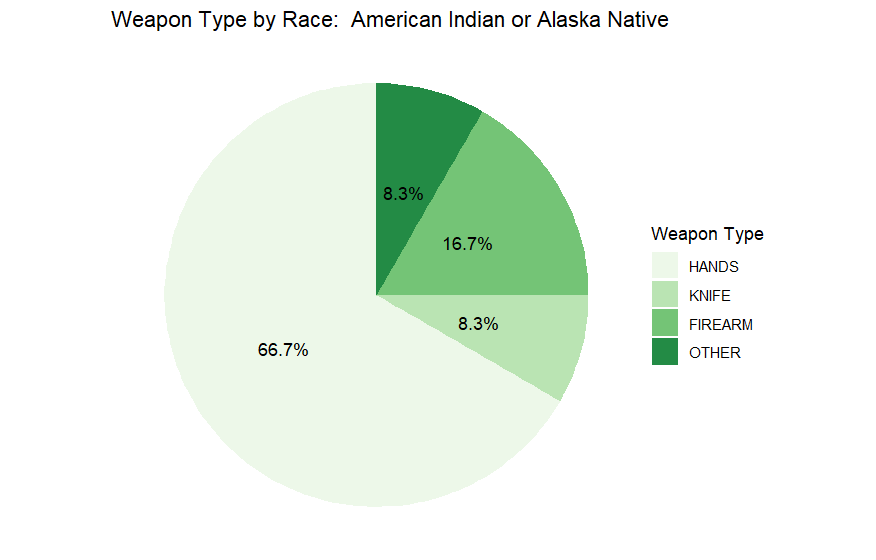 Weapon Type by Race:  American Indian or Alaska Native
8.3%
16.7%
8.3%
66.7%
Weapon Type
HANDS
KNIFE
FIREARM
OTHER